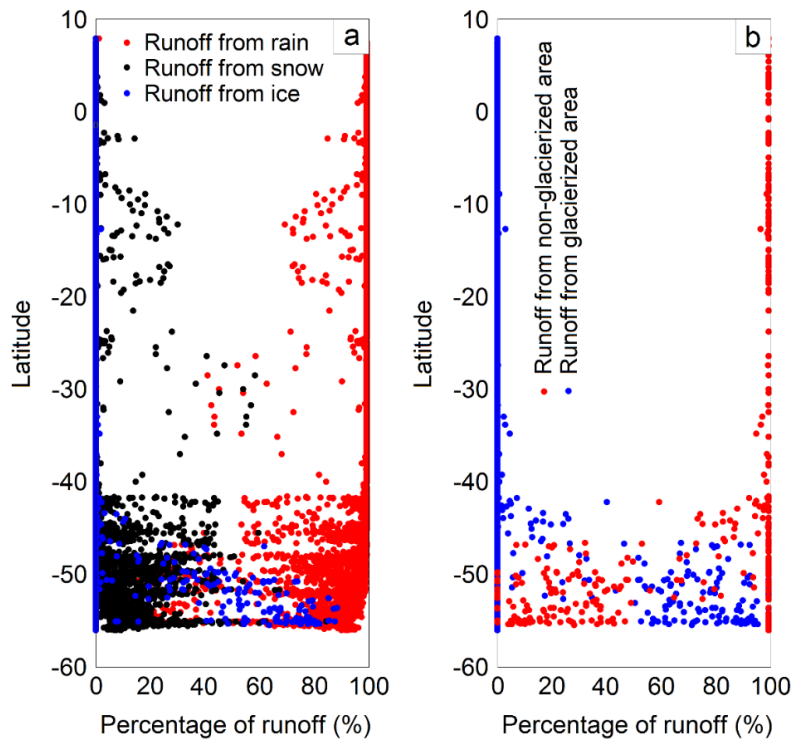 a
Runoff from rain
Runoff from snow
Runoff from ice
10
0
-10
-20
-30
-40
-50
-60
Latitude
0 20 40 60 80 100
Percentage of runoff (%)
b
Runoff from non-glacierized area
Runoff from glacierized area
10
0
-10
-20
-30
-40
-50
-60
Latitude
0 20 40 60 80 100
Percentage of runoff (%)